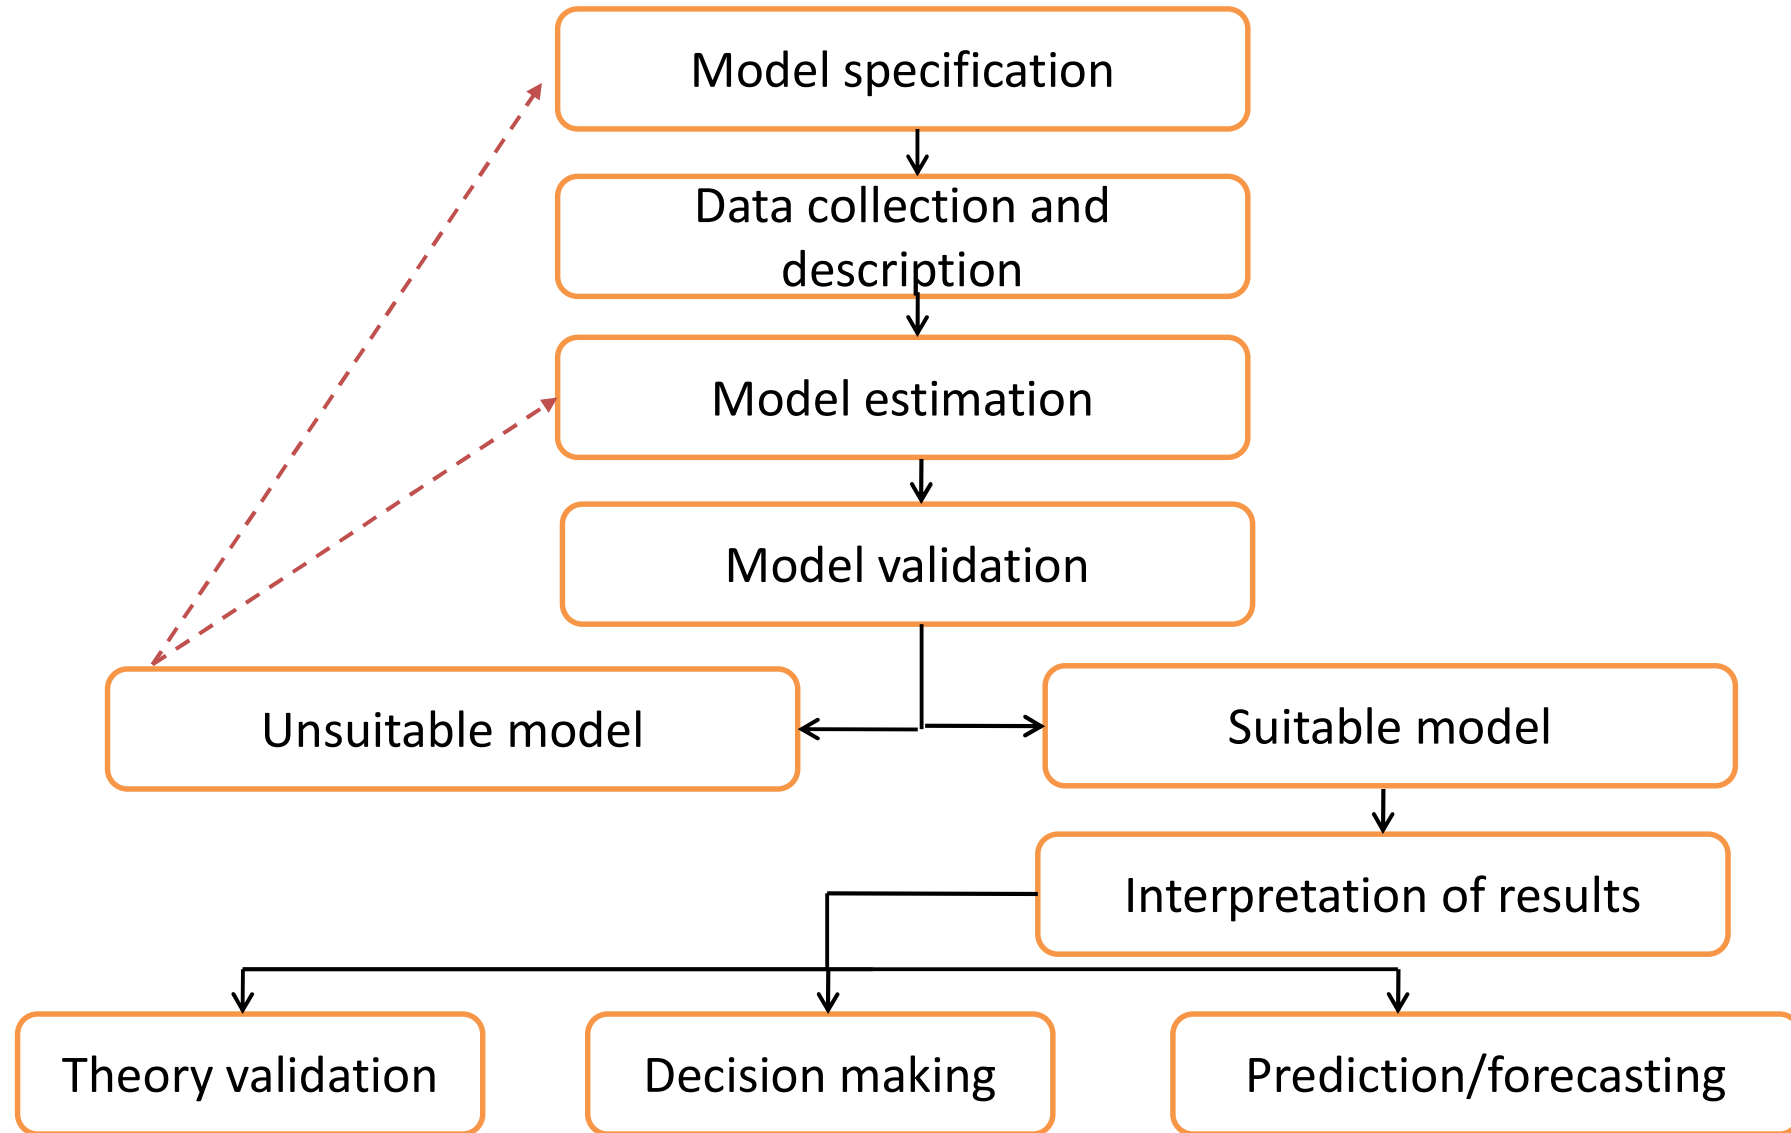 Model specification
Data collection and
description
Model estimation
Model validation
Unsuitable model
Suitable model
Interpretation of results
Theory validation
Decision making
Prediction/forecasting